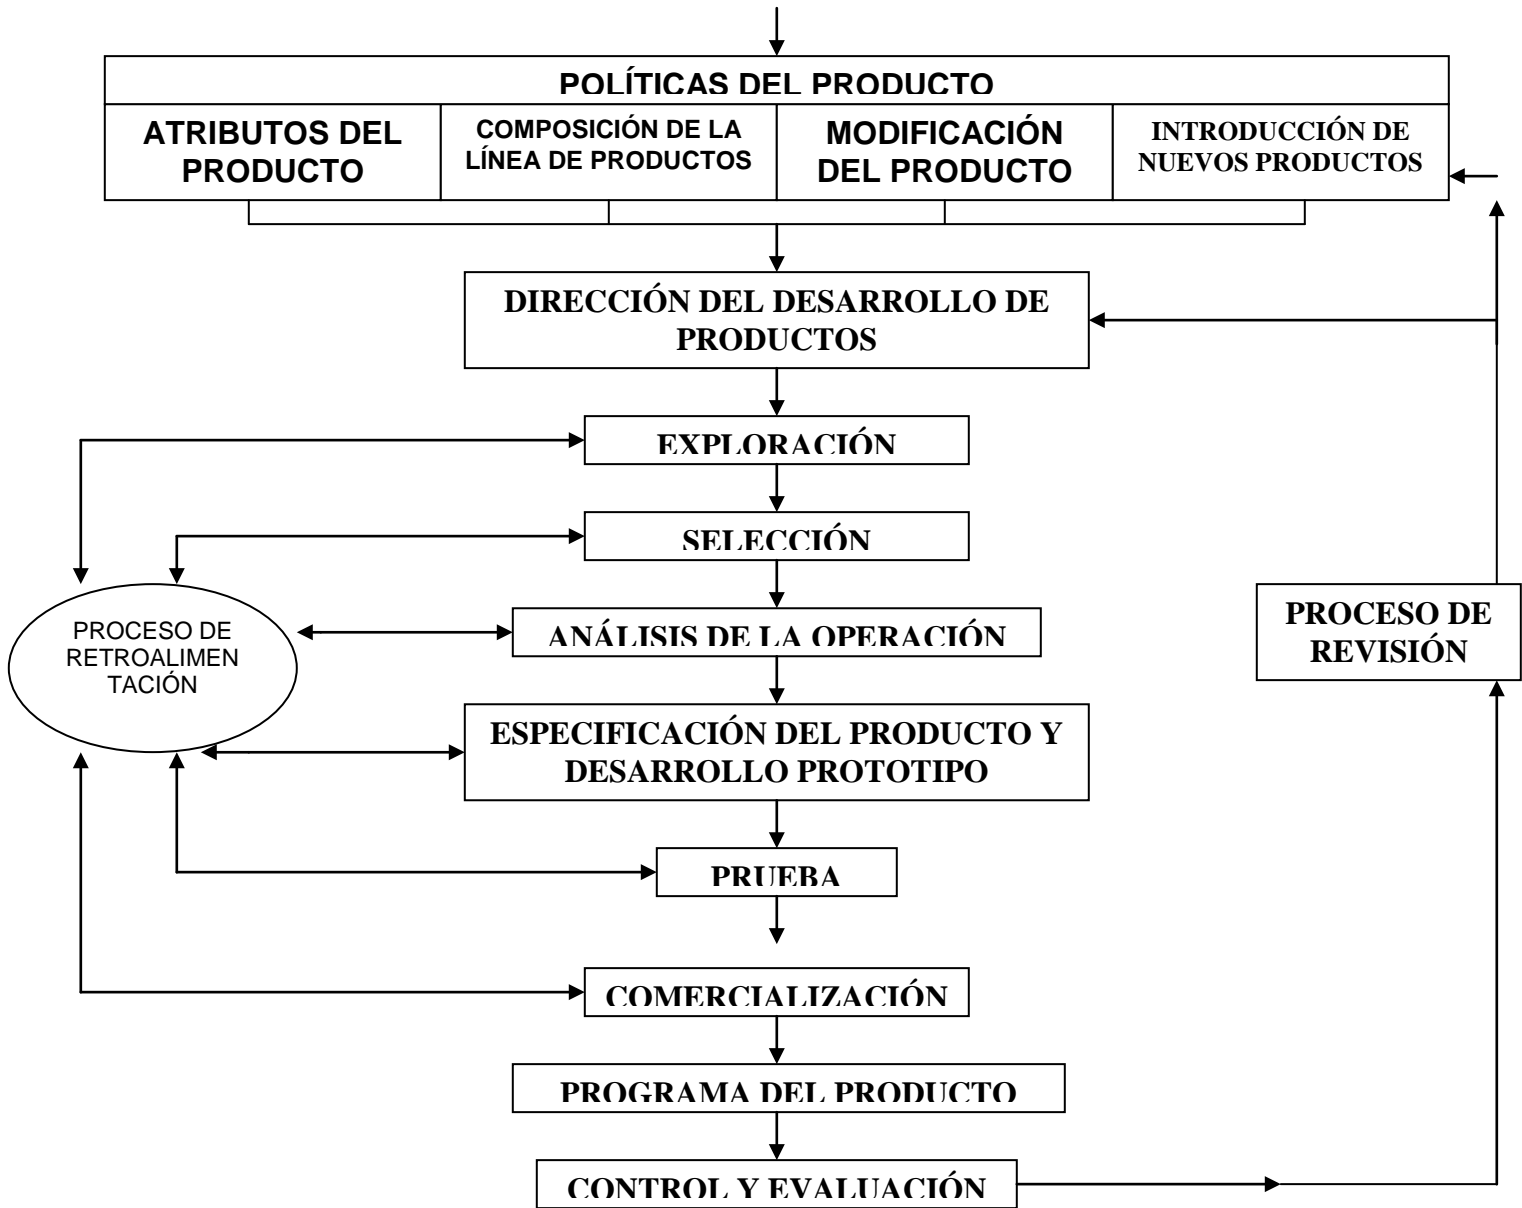 POLÍTICAS DEL PRODUCTO
ATRIBUTOS DEL
PRODUCTO
COMPOSICIÓN DE LA
LÍNEA DE PRODUCTOS
MODIFICACIÓN
DEL PRODUCTO
INTRODUCCIÓN DE
NUEVOS PRODUCTOS
DIRECCIÓN DEL DESARROLLO DE
PRODUCTOS
EXPLORACIÓN
SELECCIÓN
ANÁLISIS DE LA OPERACIÓN
PROCESO DE
RETROALIMEN
TACIÓN
PROCESO DE
REVISIÓN
ESPECIFICACIÓN DEL PRODUCTO Y
DESARROLLO PROTOTIPO
PRUEBA
COMERCIALIZACIÓN
PROGRAMA DEL PRODUCTO
CONTROL Y EVALUACIÓN